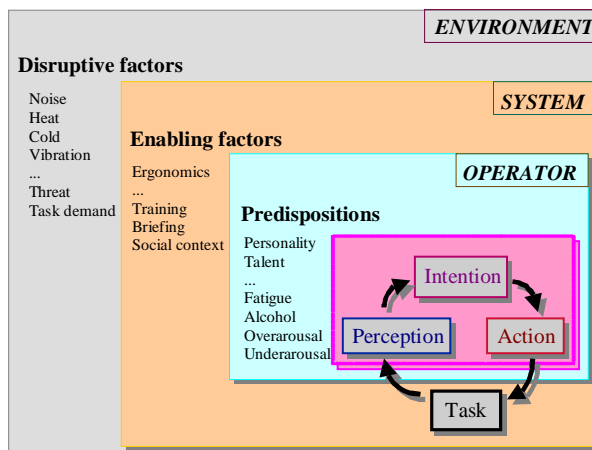 ENVIRONMENT
Disruptive factors
Noise
Heat
Cold
Vibration
...
Threat
Task demand
SYSTEM
Enabling factors
Ergonomics
...
Training
Briefing
Social context
OPERATOR
Predispositions
Personality
Talent
...
Fatigue
Alcohol
Overarousal
Underarousal
Intention
Perception
Action
Task